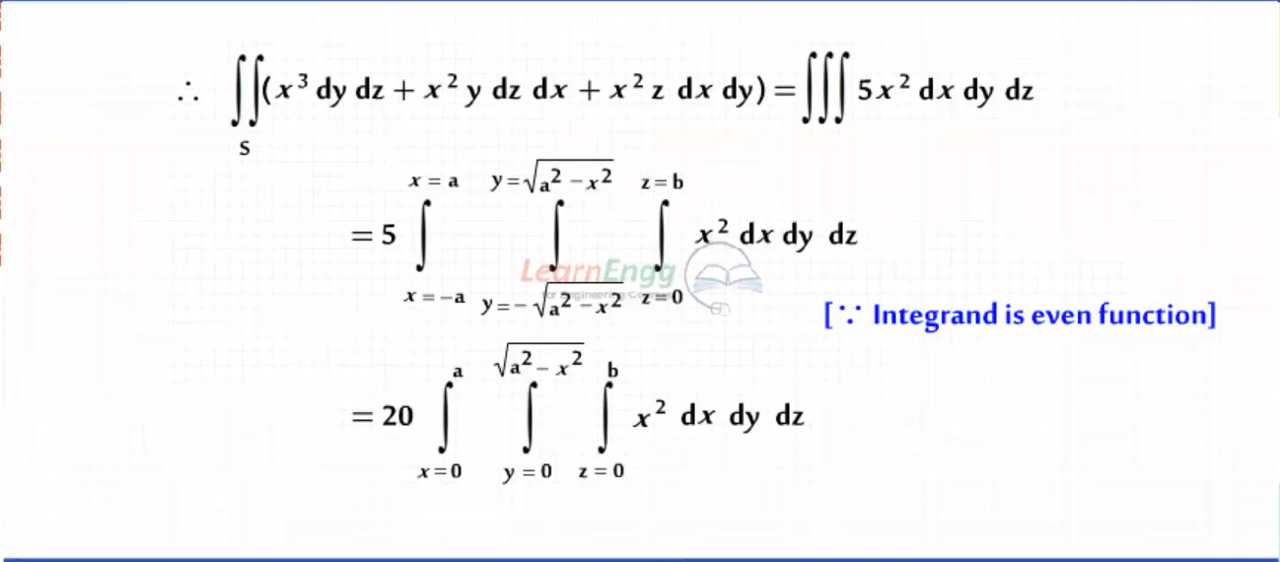 ∴ ∬(x³ dy dz + x² y dz dx + x² z dx dy) = ∭ 5x² dx dy dz
S
x = a y = √a² − x² z = b
= 5 ∫ ∫ ∫ x² dx dy dz
LearnEngg
x = −a y = − √a² − x² z = 0
[∵ Integrand is even function]
a √a² − x² b
= 20 ∫ ∫ ∫ x² dx dy dz
x = 0 y = 0 z = 0